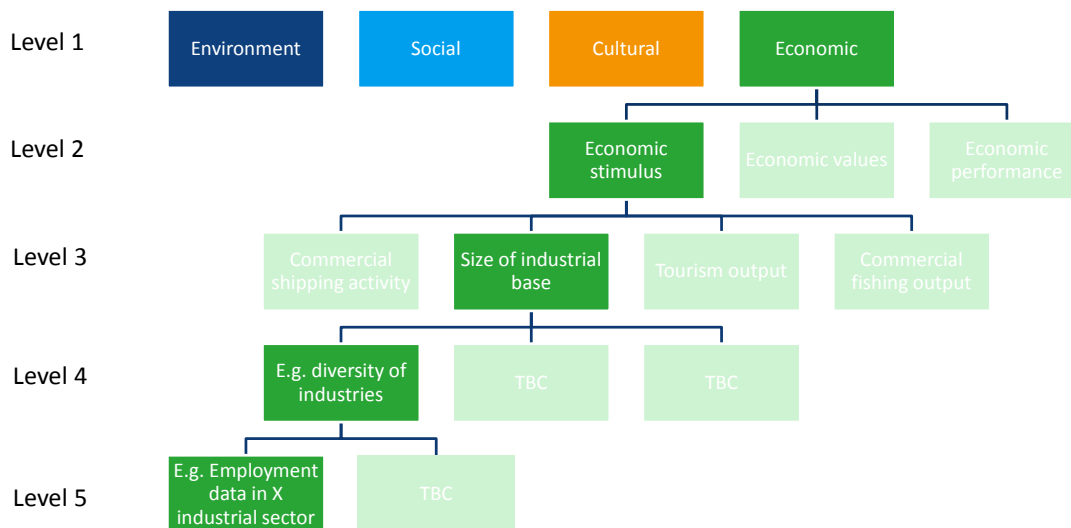 Level 1
Environment
Social
Cultural
Economic
Level 2
Economic
stimulus
Economic values
Economic
performance
Level 3
Commercial
shipping activity
Size of industrial
base
Tourism output
Commercial
fishing output
Level 4
E.g. diversity of
industries
TBC
TBC
Level 5
E.g. Employment
data in X
industrial sector
TBC